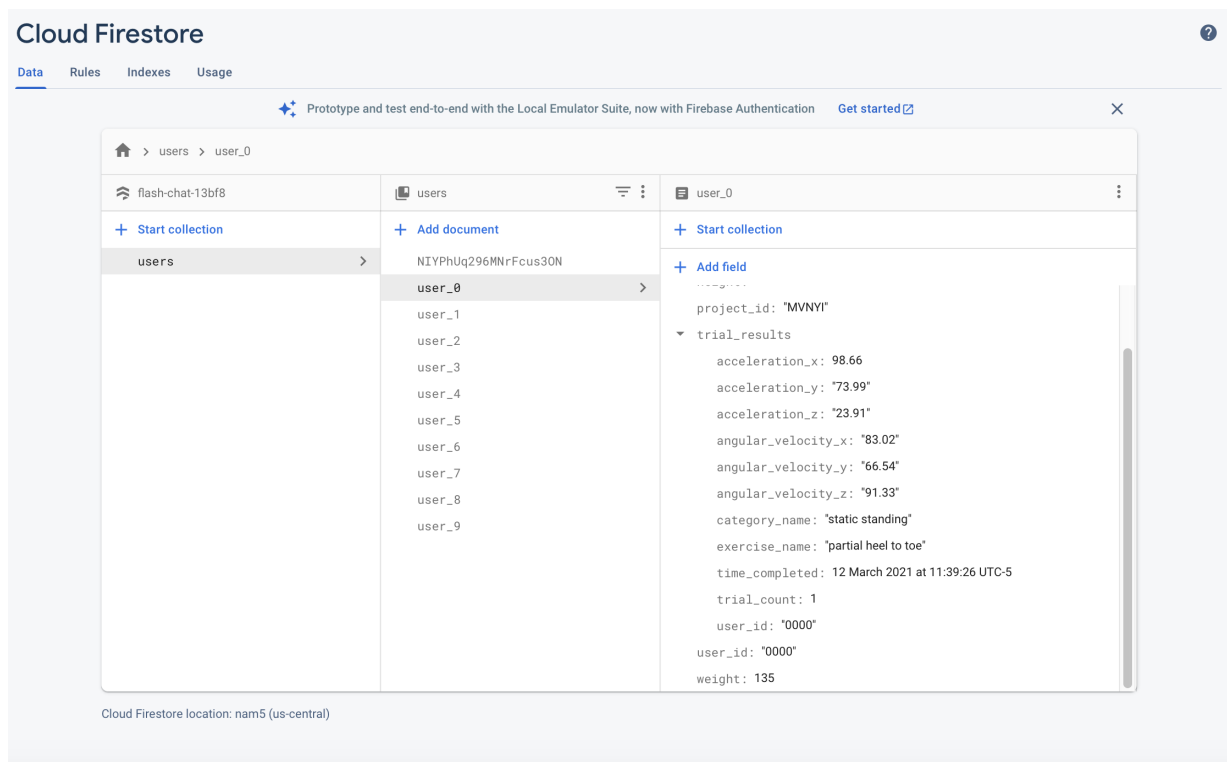 Cloud Firestore
Data Rules Indexes Usage
Prototype and test end-to-end with the Local Emulator Suite, now with Firebase Authentication Get started
users > user_0
flash-chat-13bf8
Start collection
users
users
Add document
NIYPhUq296MNrFcus3ON
user_0
user_1
user_2
user_3
user_4
user_5
user_6
user_7
user_8
user_9
user_0
Start collection
Add field
project_id: "MVNYI"
trial_results
acceleration_x: 98.66
acceleration_y: "73.99"
acceleration_z: "23.91"
angular_velocity_x: "83.02"
angular_velocity_y: "66.54"
angular_velocity_z: "91.33"
category_name: "static standing"
exercise_name: "partial heel to toe"
time_completed: 12 March 2021 at 11:39:26 UTC-5
trial_count: 1
user_id: "0000"
user_id: "0000"
weight: 135
Cloud Firestore location: nam5 (us-central)